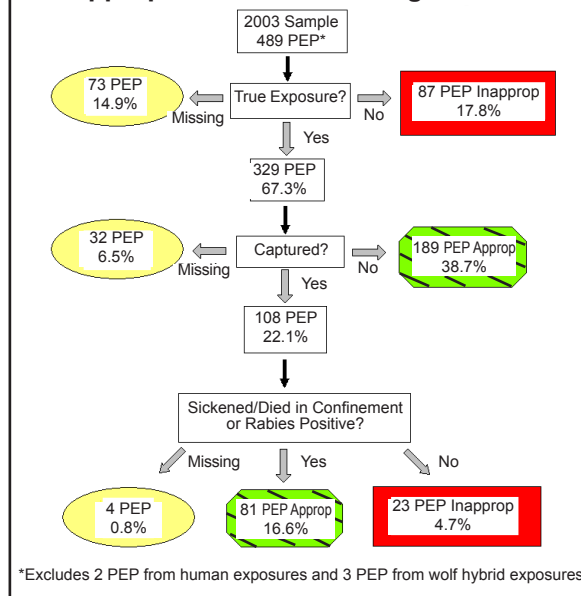 2003 Sample
489 PEP*
73 PEP
14.9%
Missing
True Exposure?
No
87 PEP Inapprop
17.8%
Yes
329 PEP
67.3%
32 PEP
6.5%
Missing
Captured?
No
189 PEP Approp
38.7%
Yes
108 PEP
22.1%
Sickened/Died in Confinement
or Rabies Positive?
Missing
Yes
No
4 PEP
0.8%
81 PEP Approp
16.6%
23 PEP Inapprop
4.7%
*Excludes 2 PEP from human exposures and 3 PEP from wolf hybrid exposures